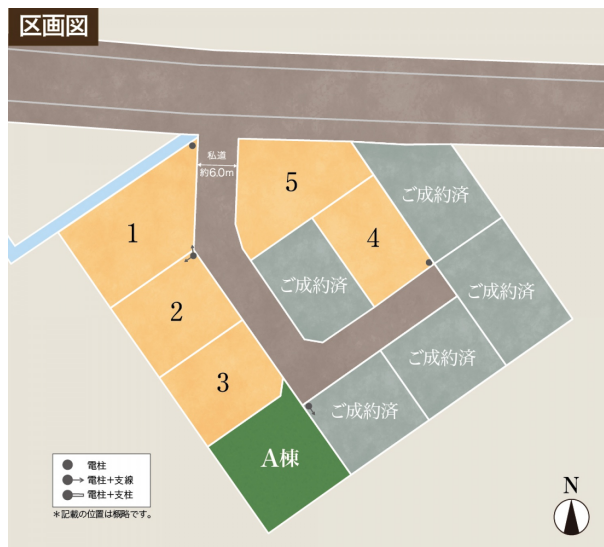 区画図
私道
約6.0m
5
ご成約済
1
4
ご成約済
ご成約済
2
ご成約済
3
ご成約済
A棟
電柱
電柱+支線
電柱+支柱
*記載の位置は概略です。
N